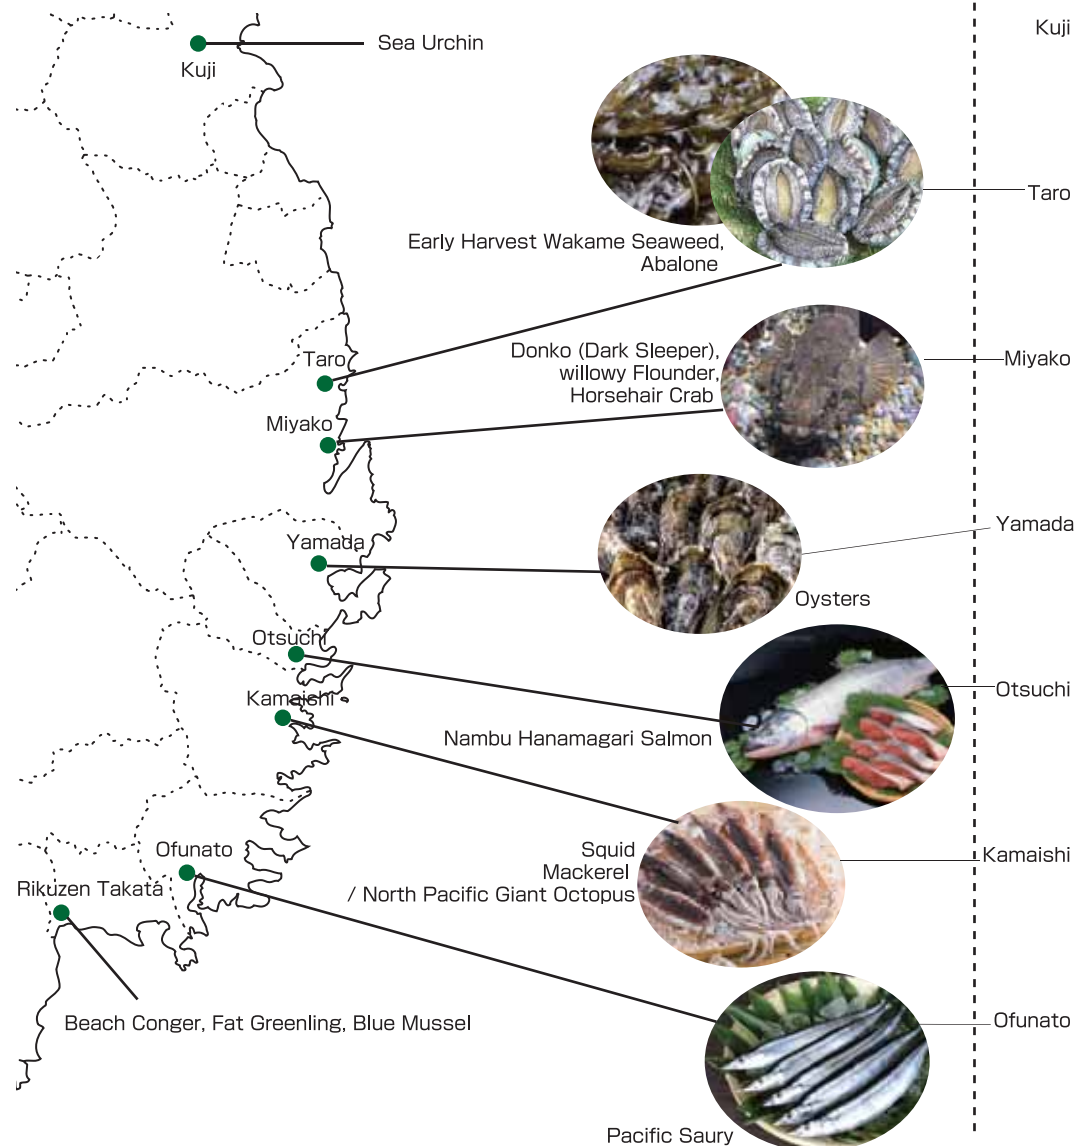 Kuji
Sea Urchin
Kuji
Taro
Early Harvest Wakame Seaweed,
Abalone
Donko (Dark Sleeper),
willowy Flounder,
Horsehair Crab
Taro
Miyako
Miyako
Yamada
Yamada
Oysters
Otsuchi
Otsuchi
Kamaishi
Nambu Hanamagari Salmon
Squid
Mackerel
/ North Pacific Giant Octopus
Kamaishi
Ofunato
Rikuzen Takata
Beach Conger, Fat Greenling, Blue Mussel
Ofunato
Pacific Saury